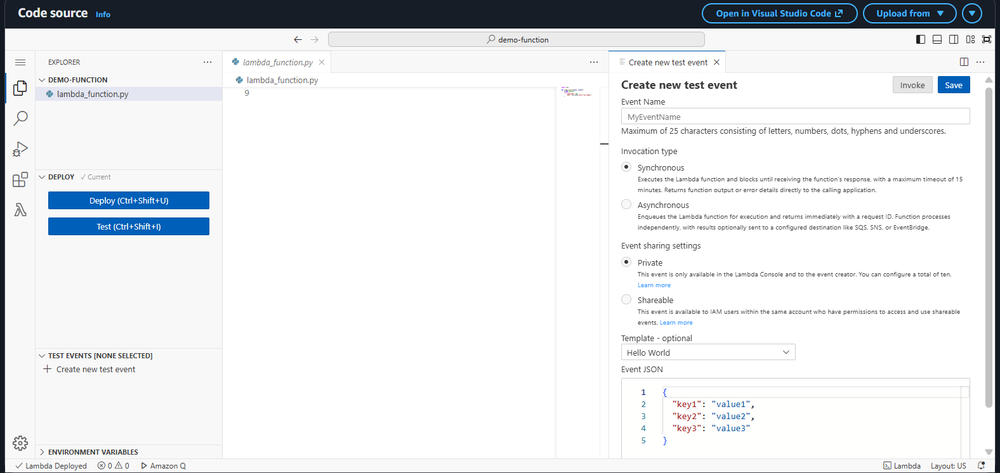 Code source Info
Open in Visual Studio Code
Upload from
demo-function
EXPLORER
DEMO-FUNCTION
lambda_function.py
DEPLOY ✓ Current
Deploy (Ctrl+Shift+U)
Test (Ctrl+Shift+I)
TEST EVENTS [NONE SELECTED]
Create new test event
ENVIRONMENT VARIABLES
lambda_function.py
lambda_function.py
9
Create new test event
Create new test event
Invoke
Save
Event Name
MyEventName
Maximum of 25 characters consisting of letters, numbers, dots, hyphens and underscores.
Invocation type
Synchronous
Executes the Lambda function and blocks until receiving the function's response, with a maximum timeout of 15
minutes. Returns function output or error details directly to the calling application.
Asynchronous
Enqueues the Lambda function for execution and returns immediately with a request ID. Function processes
independently, with results optionally sent to a configured destination like SQS, SNS, or EventBridge.
Event sharing settings
Private
This event is only available in the Lambda Console and to the event creator. You can configure a total of ten.
Learn more
Shareable
This event is available to IAM users within the same account who have permissions to access and use shareable
events. Learn more
Template - optional
Hello World
Event JSON
1 {
2 "key1": "value1",
3 "key2": "value2",
4 "key3": "value3"
5 }
Lambda Deployed
0 0
Amazon Q
Lambda
Layout: US